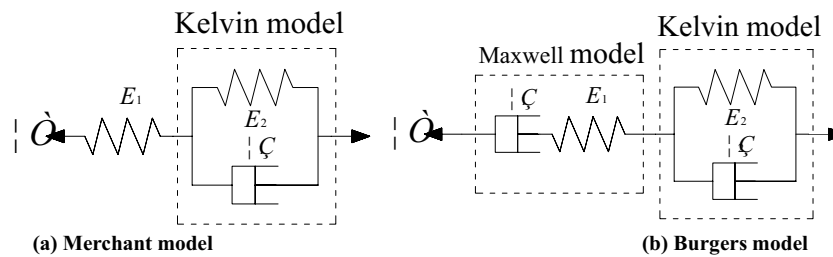 Kelvin model
E1
E2
¦ Ç
¦ Ò
(a) Merchant model
Kelvin model
Maxwell model
¦ Ç
E1
E2
¦ Ç
¦ Ò
(b) Burgers model